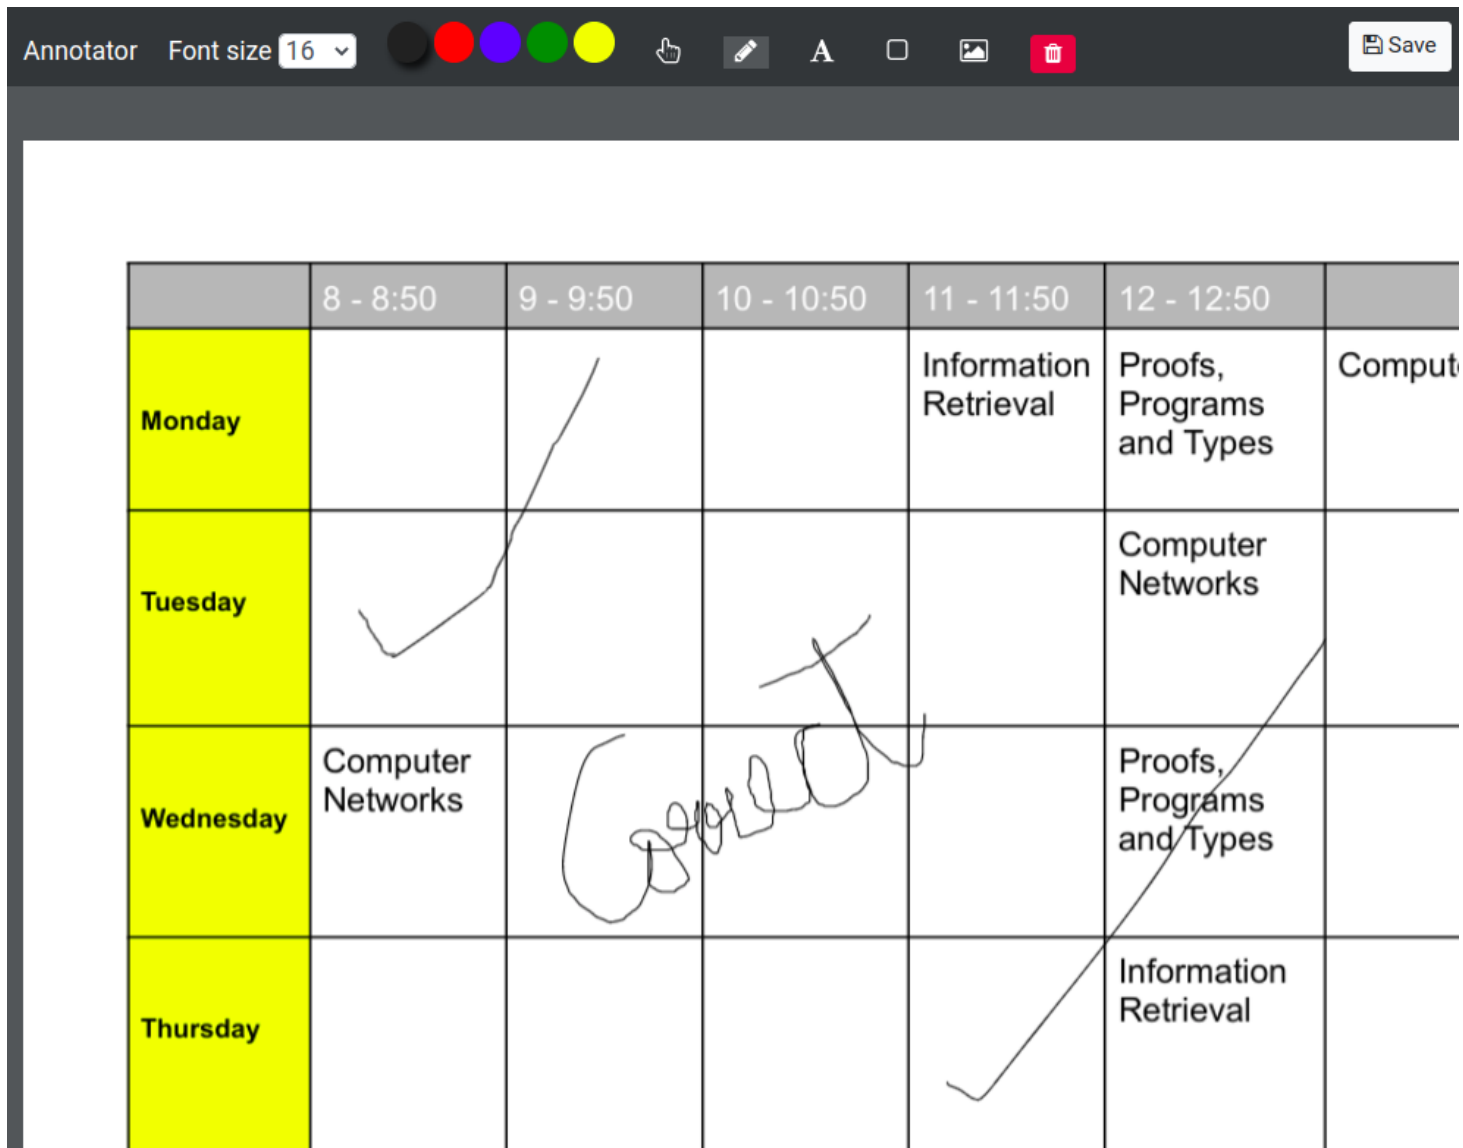 Annotator Font size 16 Save
8 - 8:50 9 - 9:50 10 - 10:50 11 - 11:50 12 - 12:50
Monday
Information
Retrieval
Proofs,
Programs
and Types
Comput
Tuesday
Computer
Networks
Wednesday
Computer
Networks
Proofs,
Programs
and Types
Thursday
Information
Retrieval